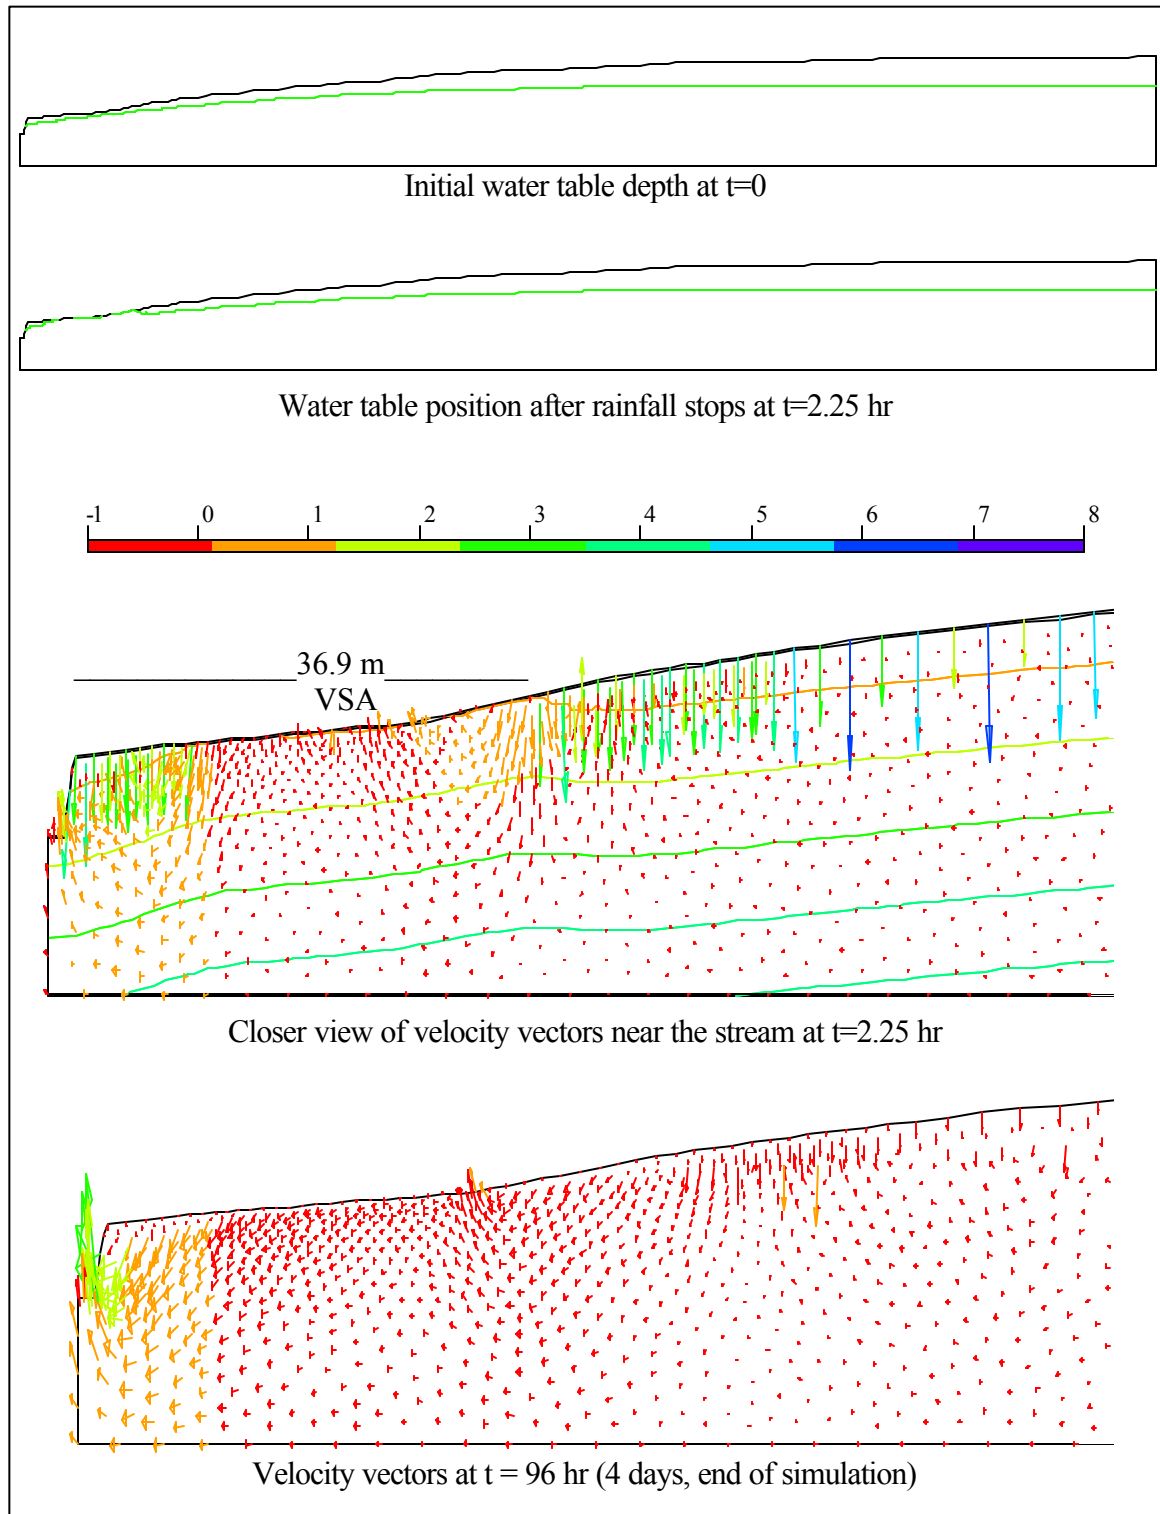 Initial water table depth at t=0
Water table position after rainfall stops at t=2.25 hr
-1 0 1 2 3 4 5 6 7 8
36.9 m
VSA
Closer view of velocity vectors near the stream at t=2.25 hr
Velocity vectors at t = 96 hr (4 days, end of simulation)